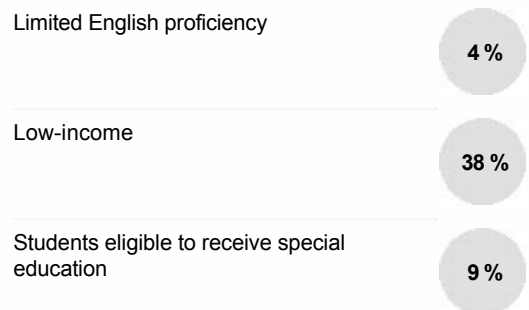 Limited English proficiency
4 %
Low-income
38 %
Students eligible to receive special
education
9 %